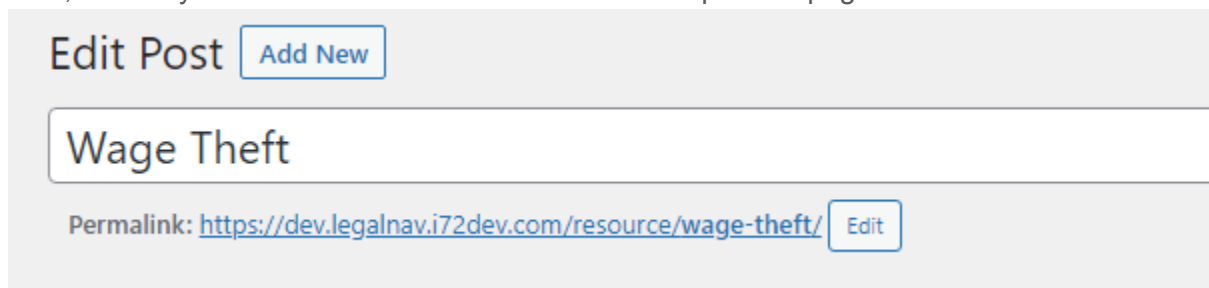 Edit Post Add New
Wage Theft
Permalink: https://dev.legalnav.i72dev.com/resource/wage-theft/ Edit